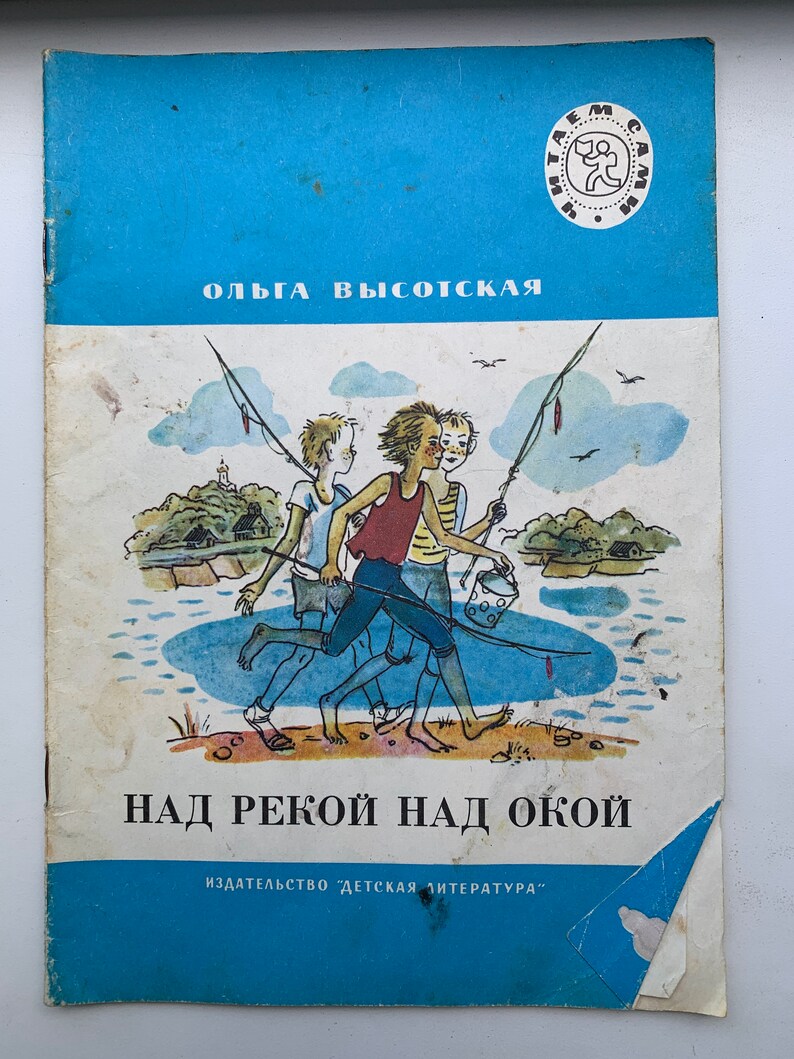 ЧИТАЕМ САМИ
ОЛЬГА ВЫСОТСКАЯ
НАД РЕКОЙ НАД ОКОЙ
ИЗДАТЕЛЬСТВО "ДЕТСКАЯ ЛИТЕРАТУРА"